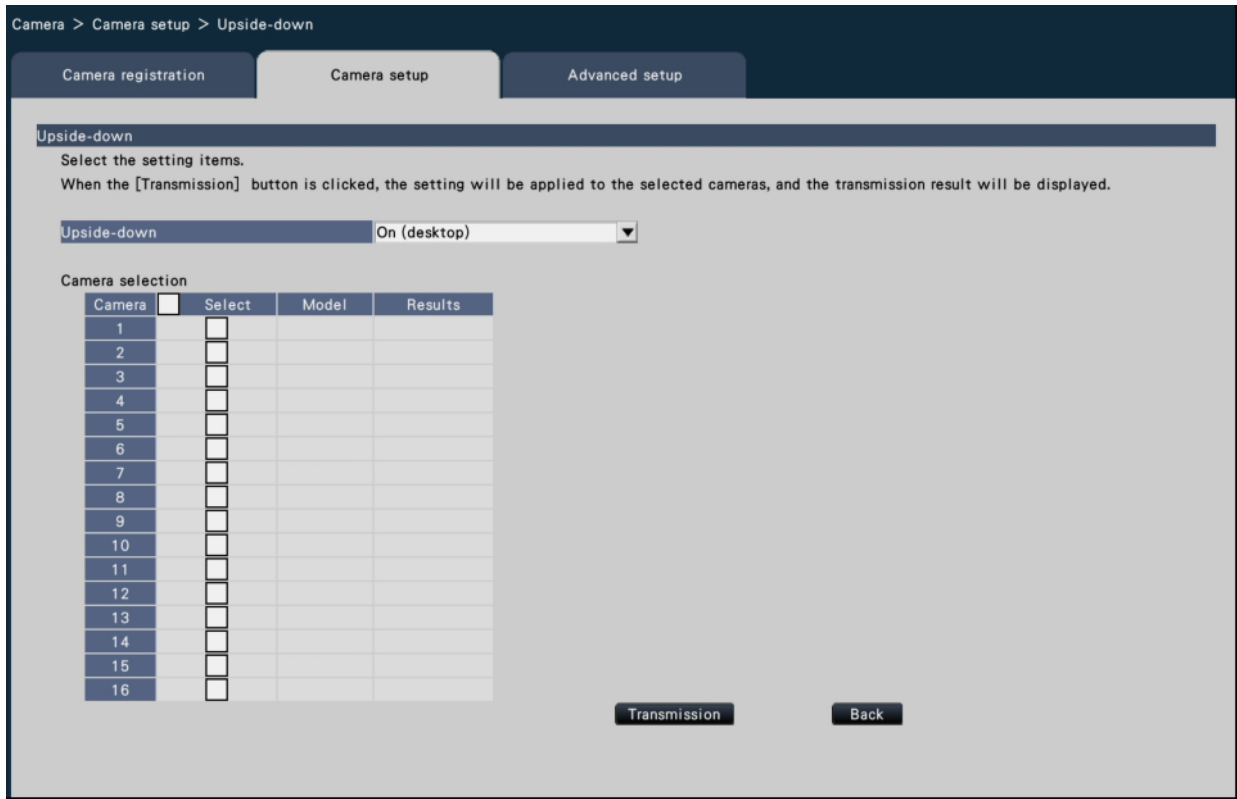 Camera > Camera setup > Upside-down
Camera registration Camera setup Advanced setup
Upside-down
Select the setting items.
When the [Transmission] button is clicked, the setting will be applied to the selected cameras, and the transmission result will be displayed.
Upside-down On (desktop)
Camera selection
Camera Select Model Results
1
2
3
4
5
6
7
8
9
10
11
12
13
14
15
16
Transmission Back